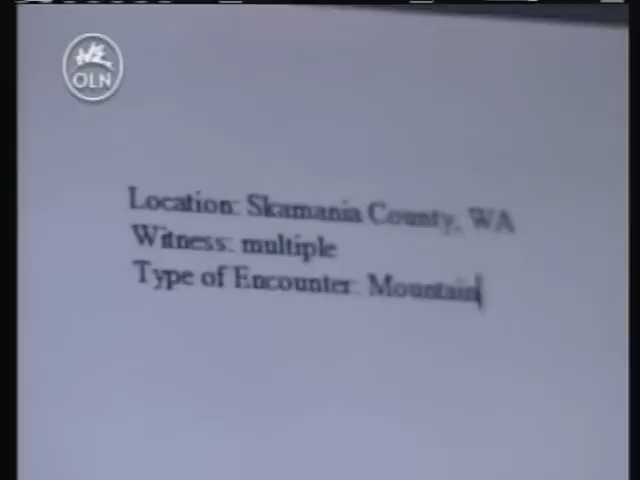 OLN
Location: Skamania County, WA
Witness: multiple
Type of Encounter: Mountain